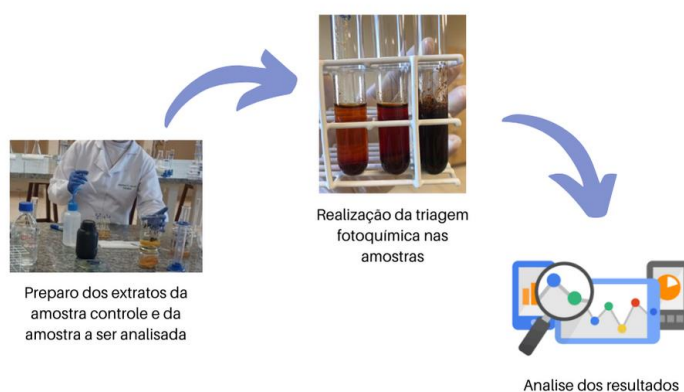 Preparo dos extratos da
amostra controle e da
amostra a ser analisada
Realização da triagem
fotoquímica nas
amostras
Analise dos resultados